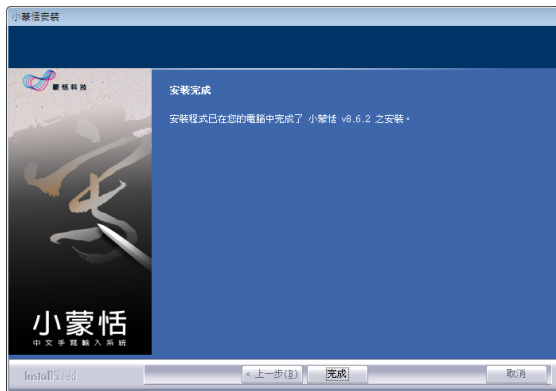 小蒙恬安裝
蒙恬科技
安裝完成
安裝程式已在您的電腦中完成了 小蒙恬 v8.6.2 之安裝。
小蒙恬
中文手寫輸入系統
InstallShield
< 上一步(B)
完成
取消